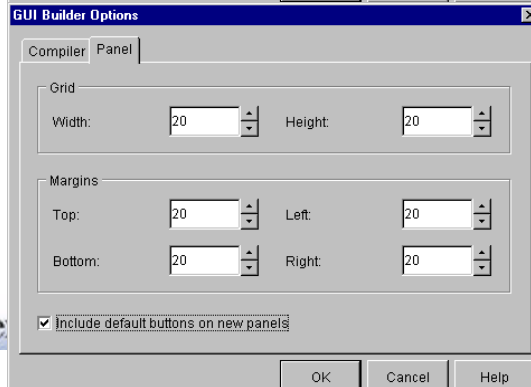 GUI Builder Options
Compiler Panel
Grid
Width: 20 Height: 20
Margins
Top: 20 Left: 20
Bottom: 20 Right: 20
Include default buttons on new panels
OK Cancel Help